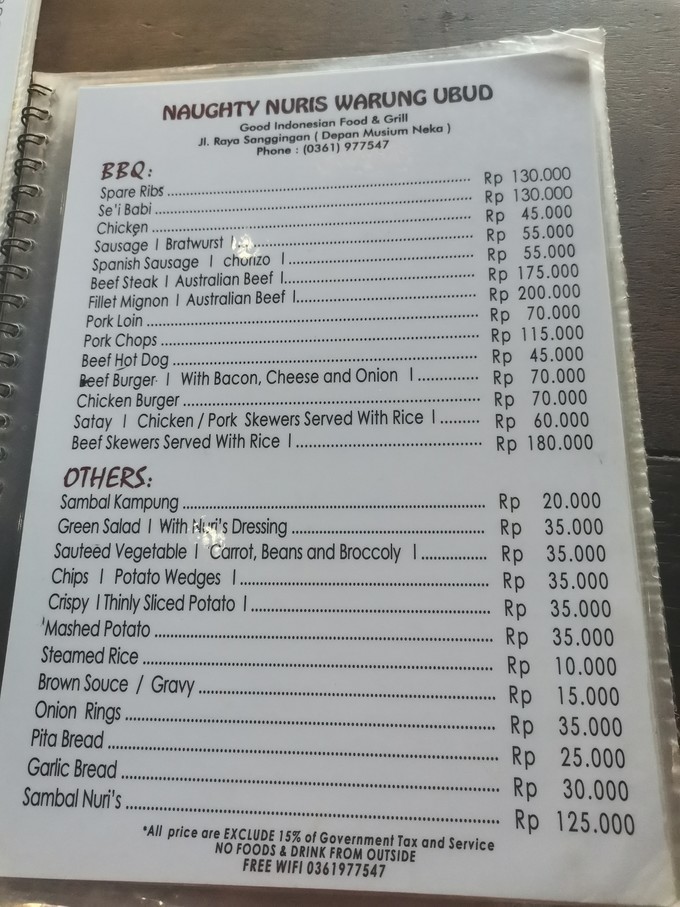 NAUGHTY NURIS WARUNG UBUD
Good Indonesian Food & Grill
Jl. Raya Sanggingan ( Depan Musium Neka )
Phone : (0361) 977547
BBQ:
Spare Ribs Rp 130.000
Se'i Babi Rp 130.000
Chicken Rp 45.000
Sausage | Bratwurst | Rp 55.000
Spanish Sausage | chorizo | Rp 55.000
Beef Steak | Australian Beef | Rp 175.000
Fillet Mignon | Australian Beef | Rp 200.000
Pork Loin Rp 70.000
Pork Chops Rp 115.000
Beef Hot Dog Rp 45.000
Beef Burger | With Bacon, Cheese and Onion | Rp 70.000
Chicken Burger Rp 70.000
Satay | Chicken / Pork Skewers Served With Rice | Rp 60.000
Beef Skewers Served With Rice | Rp 180.000
OTHERS:
Sambal Kampung Rp 20.000
Green Salad | With Nuri's Dressing Rp 35.000
Sauteed Vegetable | Carrot, Beans and Broccoly | Rp 35.000
Chips | Potato Wedges | Rp 35.000
Crispy | Thinly Sliced Potato | Rp 35.000
Mashed Potato Rp 35.000
Steamed Rice Rp 10.000
Brown Souce / Gravy Rp 15.000
Onion Rings Rp 35.000
Pita Bread Rp 25.000
Garlic Bread Rp 30.000
Sambal Nuri's Rp 125.000
*All price are EXCLUDE 15% of Government Tax and Service
NO FOODS & DRINK FROM OUTSIDE
FREE WIFI 0361977547